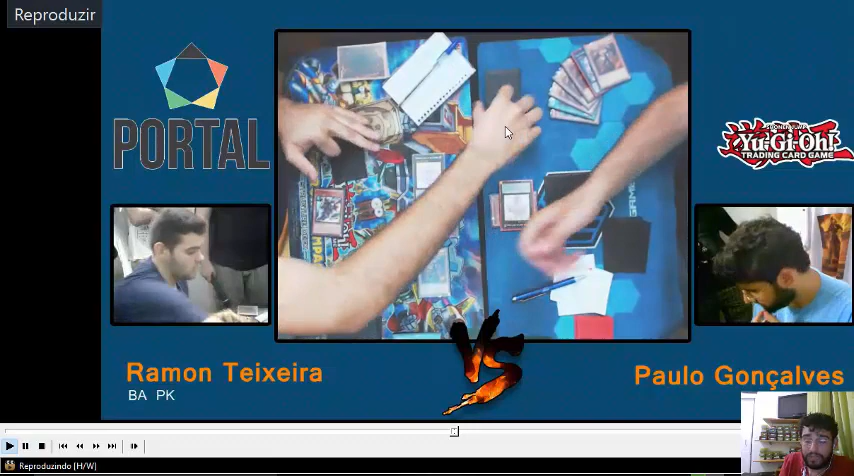 Reproduzir
PORTAL
Yu-Gi-Oh!
TRADING CARD GAME
VS
Ramon Teixeira
BA PK
Paulo Gonçalves
Reproduzindo [H/W]